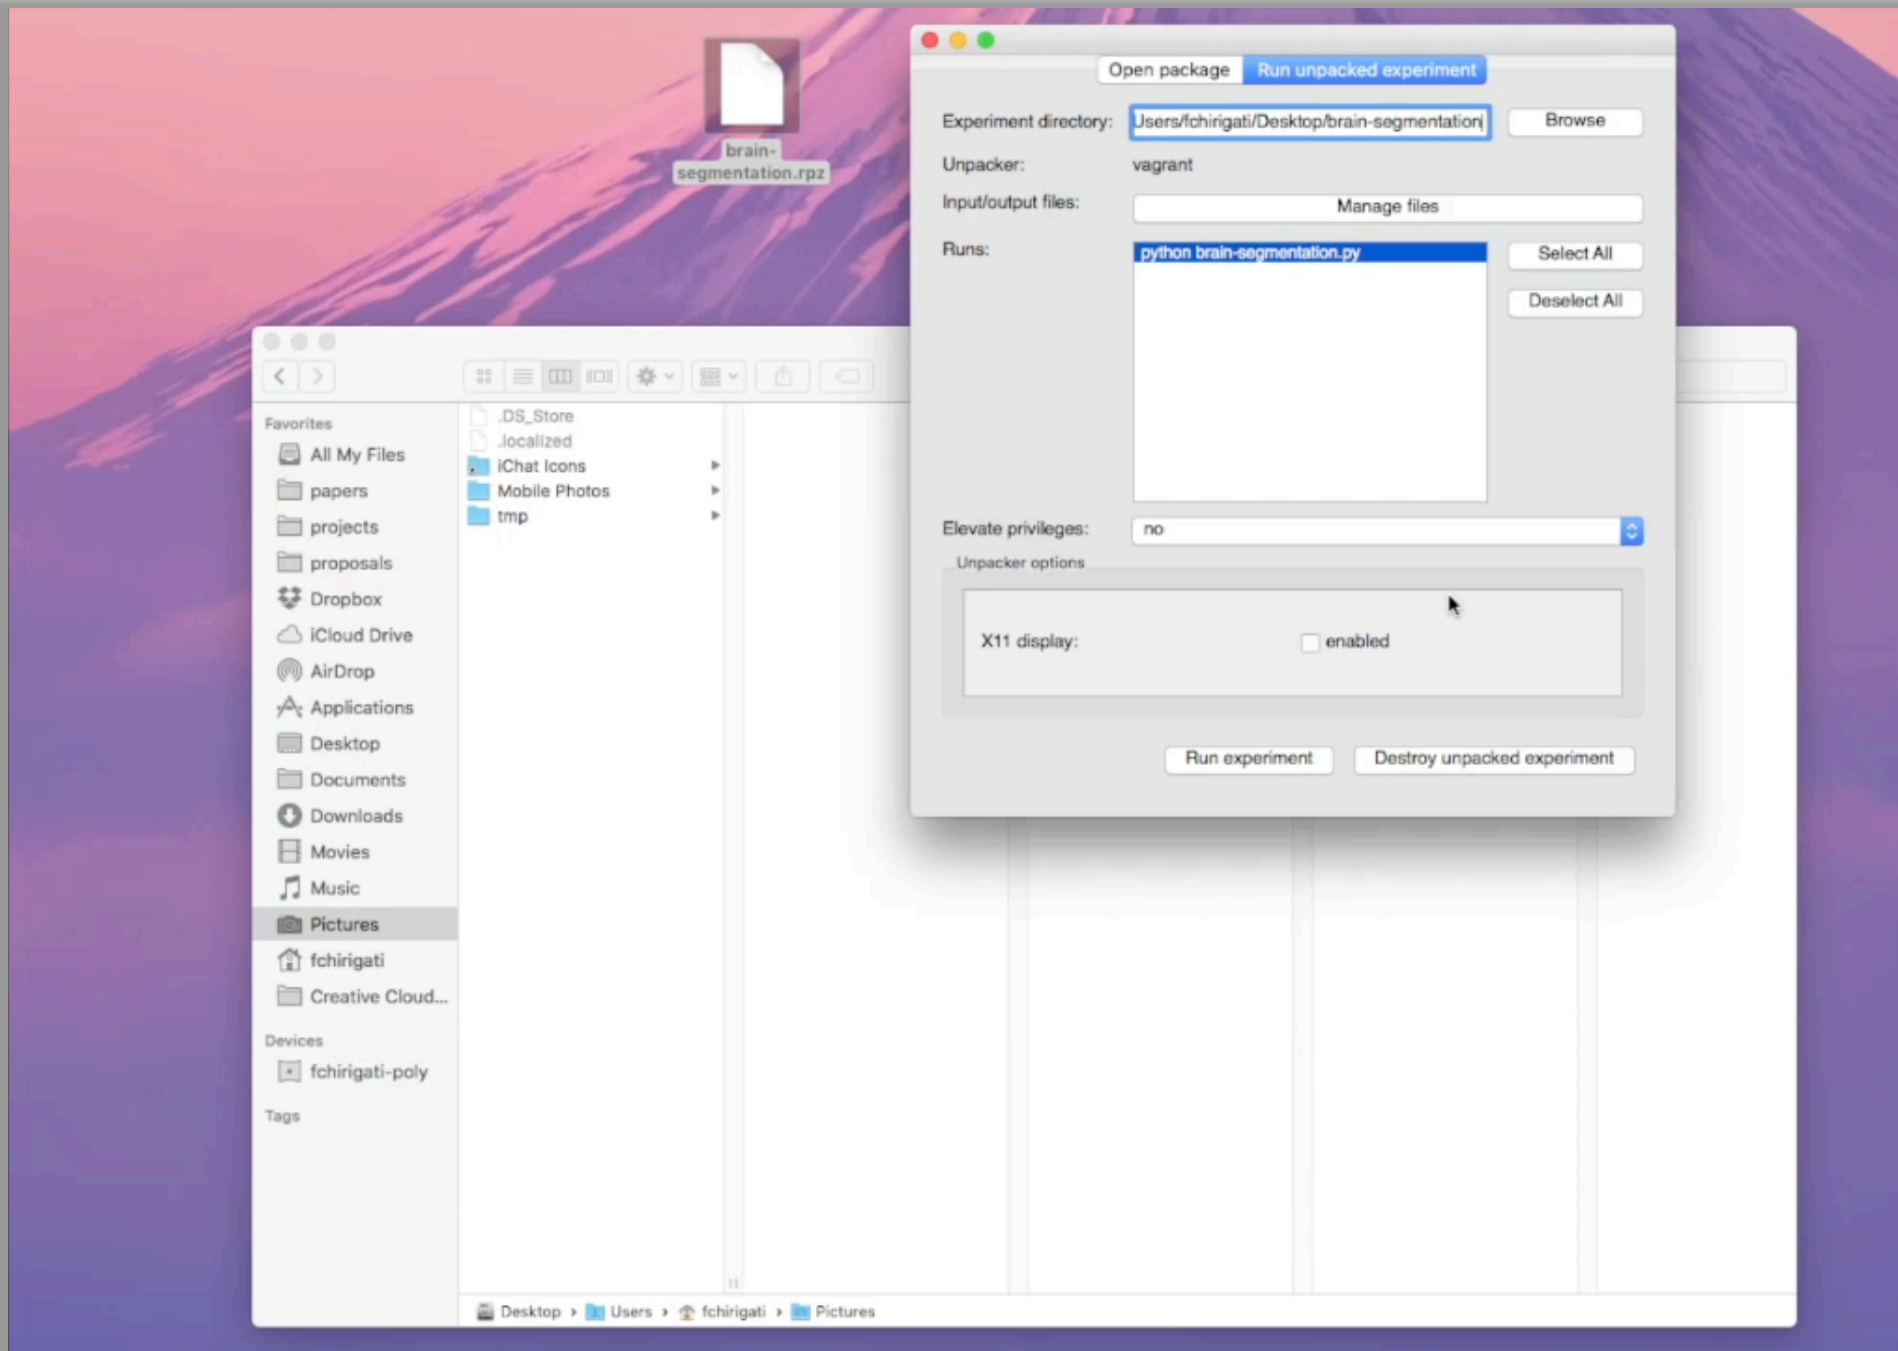 brain-
segmentation.rpz
Open package
Run unpacked experiment
Experiment directory:
Users/fchirigati/Desktop/brain-segmentation
Browse
Unpacker:
vagrant
Input/output files:
Manage files
Runs:
python brain-segmentation.py
Select All
Deselect All
Elevate privileges:
no
Unpacker options
X11 display:
enabled
Run experiment
Destroy unpacked experiment
Favorites
All My Files
papers
projects
proposals
Dropbox
iCloud Drive
AirDrop
Applications
Desktop
Documents
Downloads
Movies
Music
Pictures
fchirigati
Creative Cloud...
Devices
fchirigati-poly
Tags
.DS_Store
.localized
iChat Icons
Mobile Photos
tmp
Desktop › Users › fchirigati › Pictures